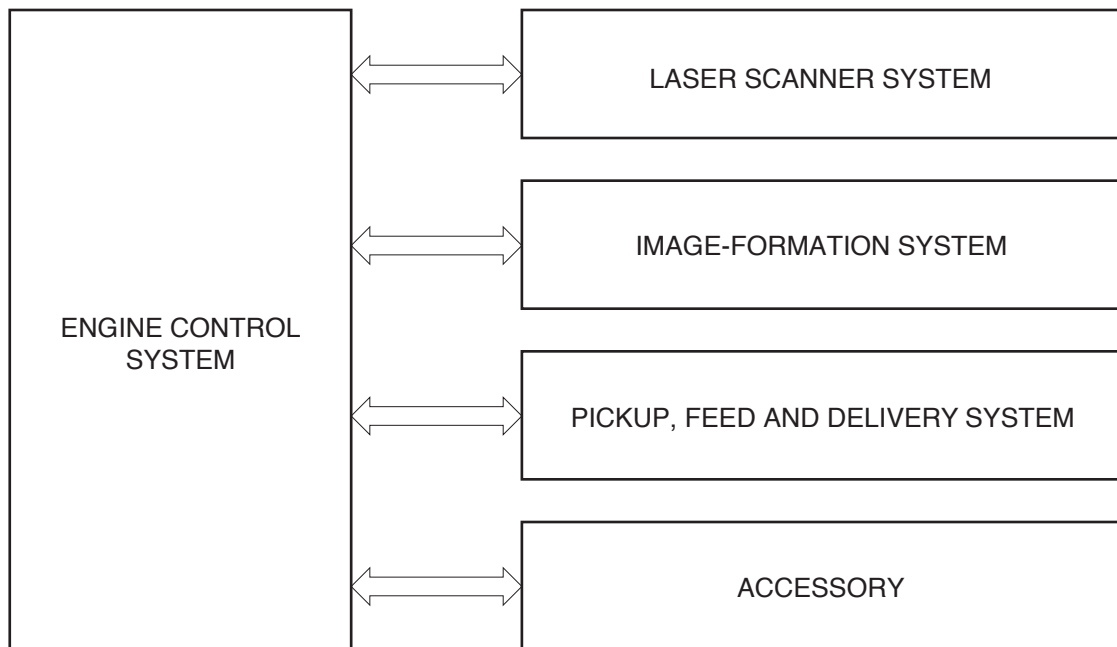 LASER SCANNER SYSTEM
IMAGE-FORMATION SYSTEM
ENGINE CONTROL
SYSTEM
PICKUP, FEED AND DELIVERY SYSTEM
ACCESSORY